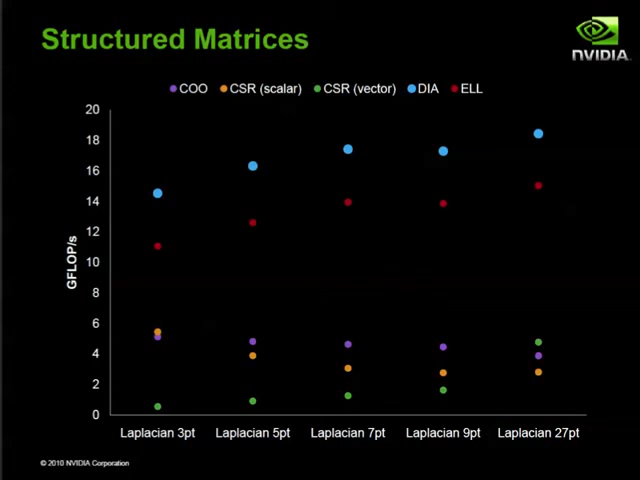 Structured Matrices
NVIDIA
COO CSR (scalar) CSR (vector) DIA ELL
20
18
16
14
12
10
8
6
4
2
0
GFLOP/s
Laplacian 3pt Laplacian 5pt Laplacian 7pt Laplacian 9pt Laplacian 27pt
© 2010 NVIDIA Corporation